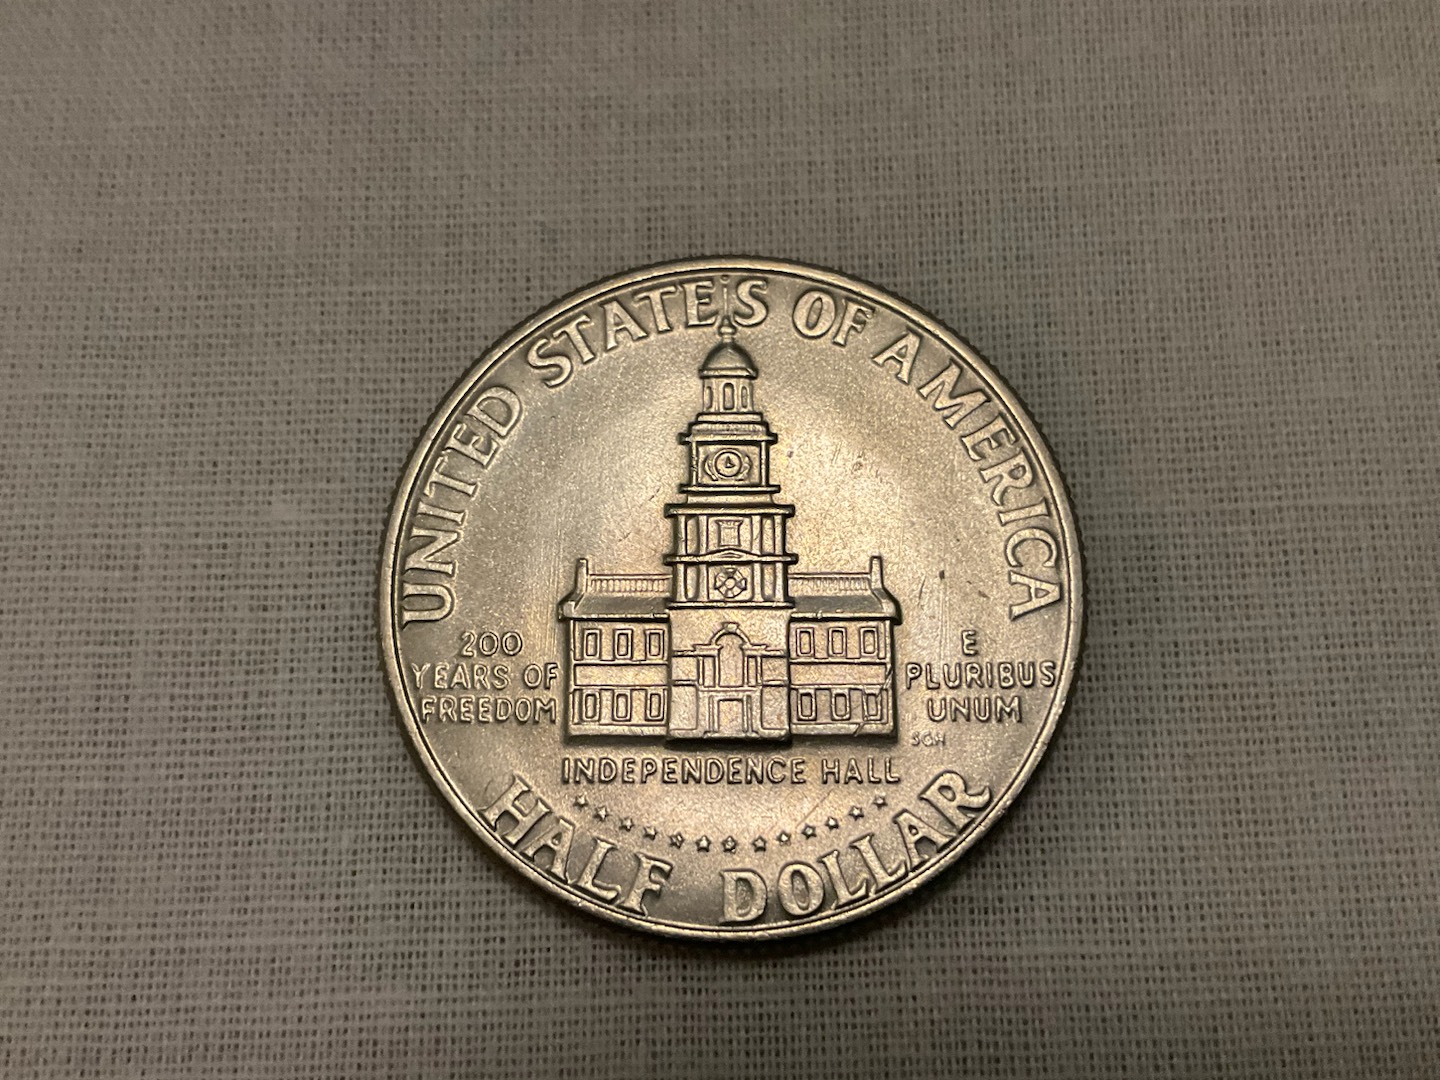 UNITED STATES OF AMERICA
200
YEARS OF
FREEDOM
E
PLURIBUS
UNUM
SGH
INDEPENDENCE HALL
HALF DOLLAR